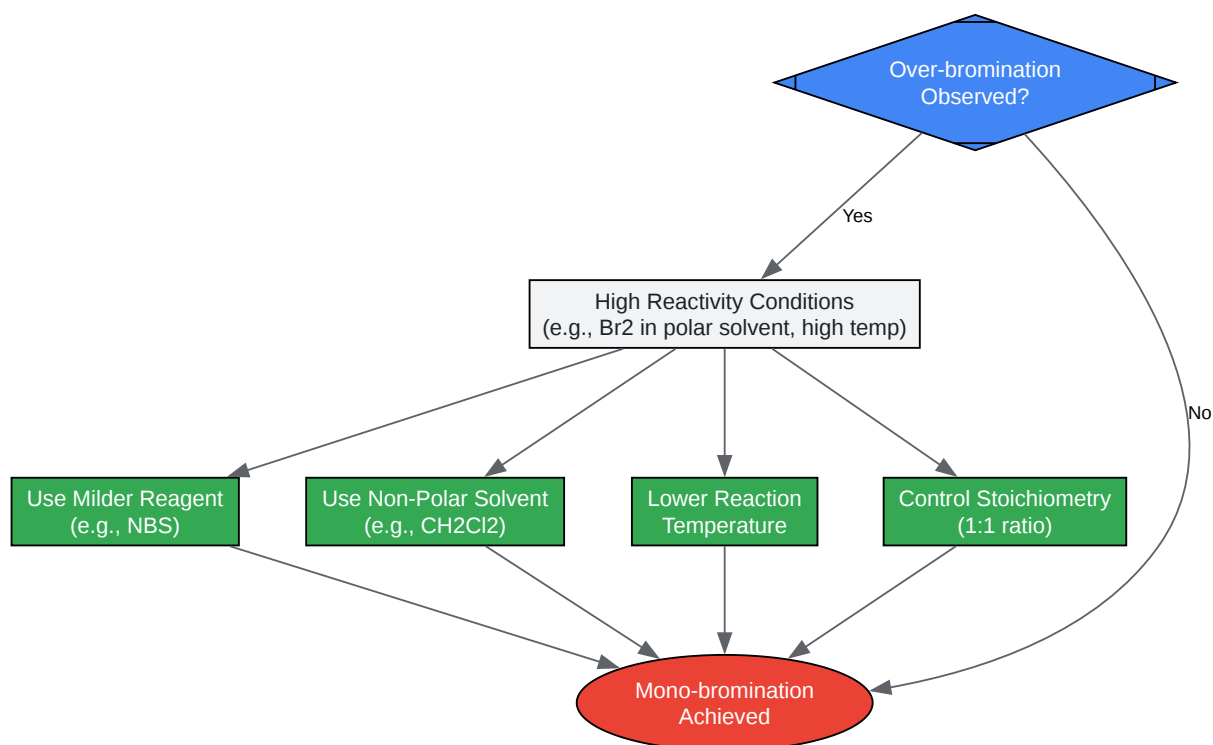 Over-bromination
Observed?
Yes
High Reactivity Conditions
(e.g., Br2 in polar solvent, high temp)
No
Use Milder Reagent
(e.g., NBS)
Use Non-Polar Solvent
(e.g., CH2Cl2)
Lower Reaction
Temperature
Control Stoichiometry
(1:1 ratio)
Mono-bromination
Achieved